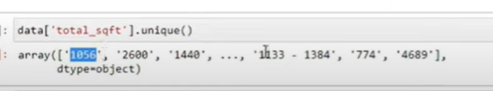 : data['total_sqft'].unique()
: array(['1056', '2600', '1440', ..., '1133 - 1384', '774', '4689'],
dtype=object)